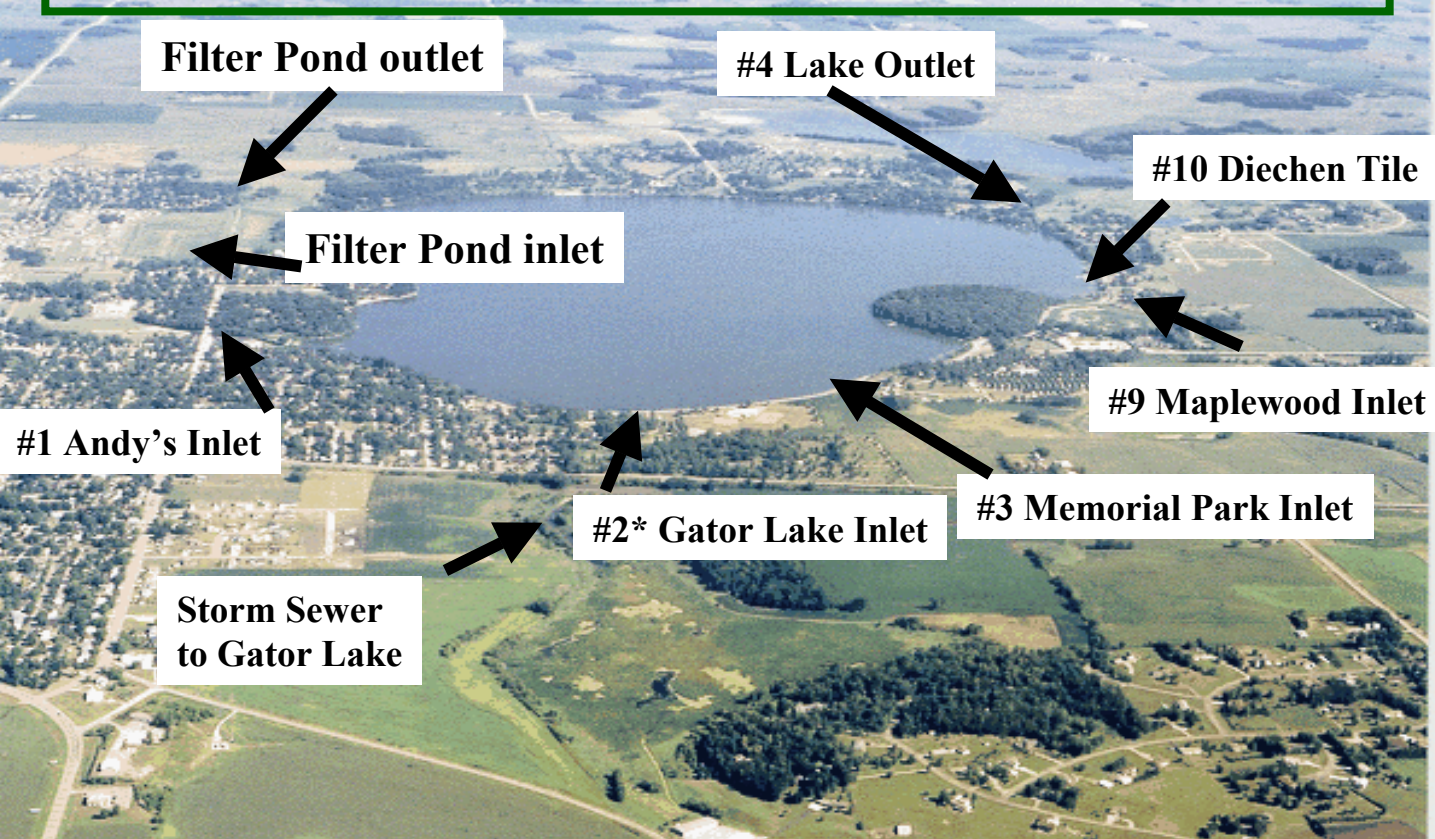 Filter Pond outlet
#4 Lake Outlet
#10 Diechen Tile
Filter Pond inlet
#9 Maplewood Inlet
#1 Andy’s Inlet
#3 Memorial Park Inlet
#2* Gator Lake Inlet
Storm Sewer
to Gator Lake